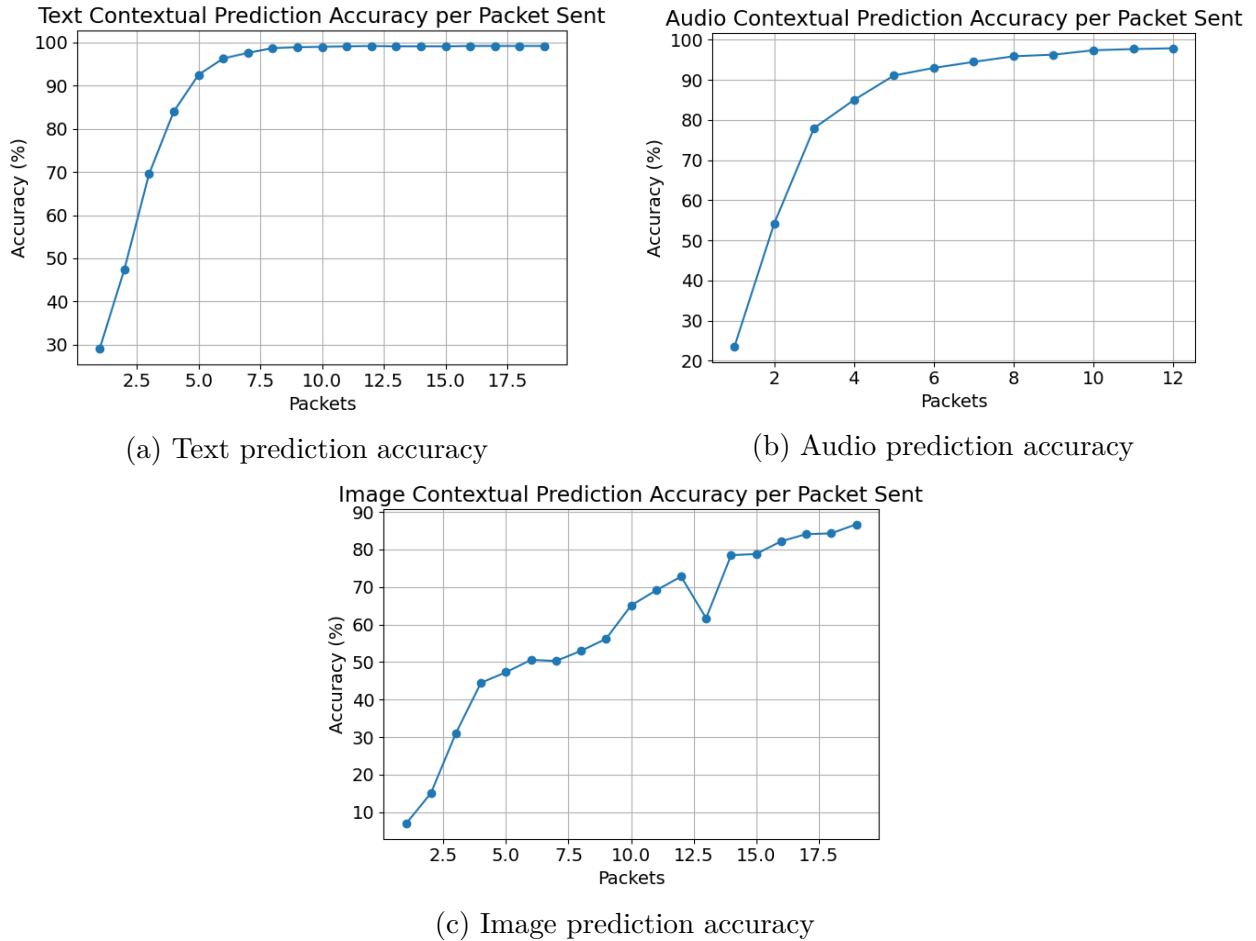 Text Contextual Prediction Accuracy per Packet Sent
100
90
80
70
60
50
40
30
Accuracy (%)
2.5 5.0 7.5 10.0 12.5 15.0 17.5
Packets
(a) Text prediction accuracy
Audio Contextual Prediction Accuracy per Packet Sent
100
90
80
70
60
50
40
30
20
Accuracy (%)
2 4 6 8 10 12
Packets
(b) Audio prediction accuracy
Image Contextual Prediction Accuracy per Packet Sent
90
80
70
60
50
40
30
20
10
Accuracy (%)
2.5 5.0 7.5 10.0 12.5 15.0 17.5
Packets
(c) Image prediction accuracy